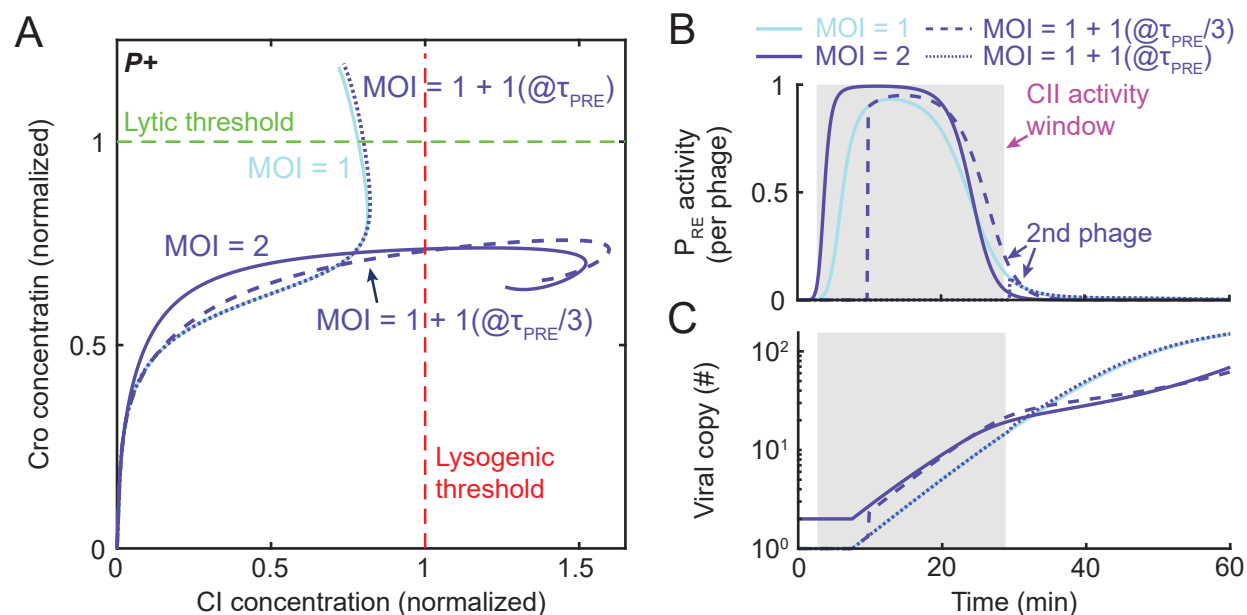 A
P+
MOI = 1 + 1(@τPRE)
Lytic threshold
MOI = 1
MOI = 2
MOI = 1 + 1(@τPRE/3)
Lysogenic
threshold
Cro concentratin (normalized)
1
0.5
0
0
0.5
1
1.5
CI concentration (normalized)
B
MOI = 1
MOI = 1 + 1(@τPRE/3)
MOI = 2
MOI = 1 + 1(@τPRE)
CII activity
window
2nd phage
PRE activity
(per phage)
1
0.5
0
C
Viral copy (#)
10²
10¹
10⁰
0
20
40
60
Time (min)